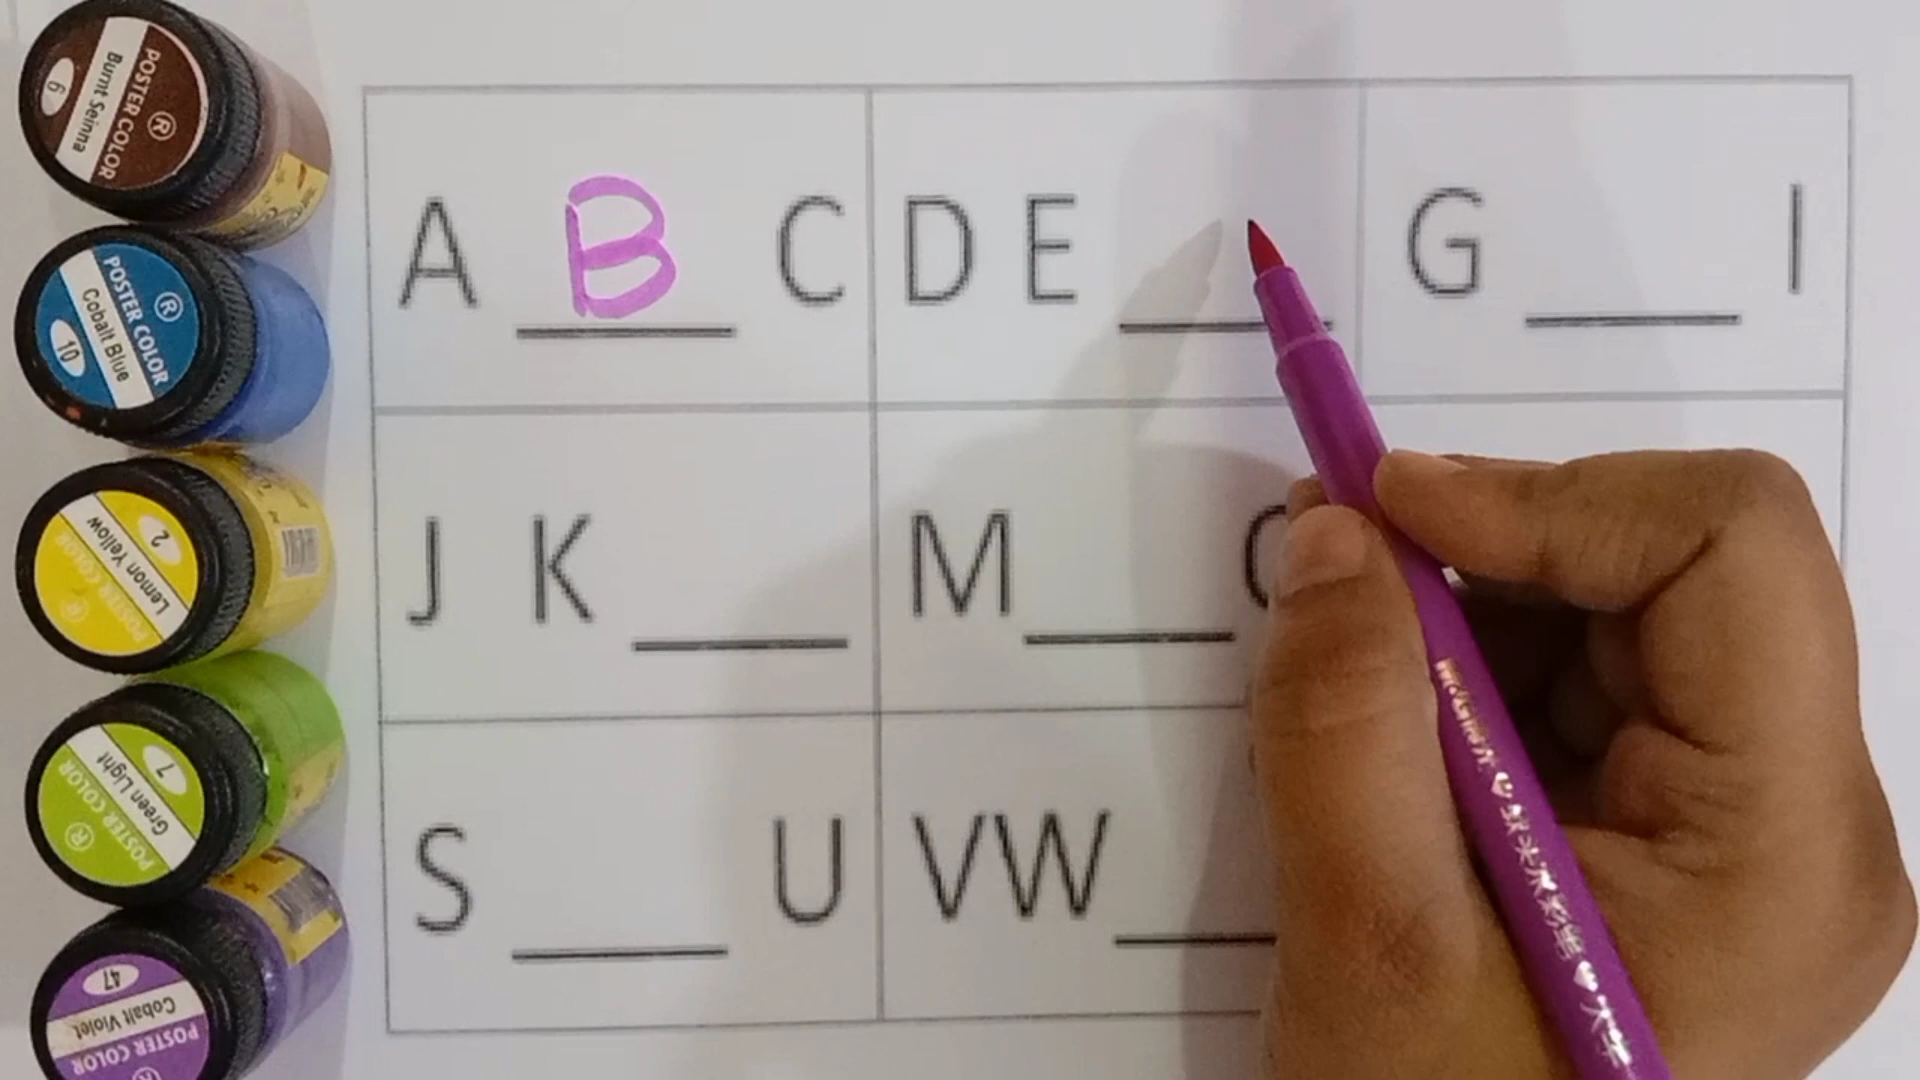 POSTER COLOR
Burnt Seinna
6
®
POSTER COLOR
Cobalt Blue
10
®
POSTER COLOR
Lemon Yellow
2
®
POSTER COLOR
Green Light
7
®
POSTER COLOR
Cobalt Violet
47
®
A B C D E G I
J K M
S U V W